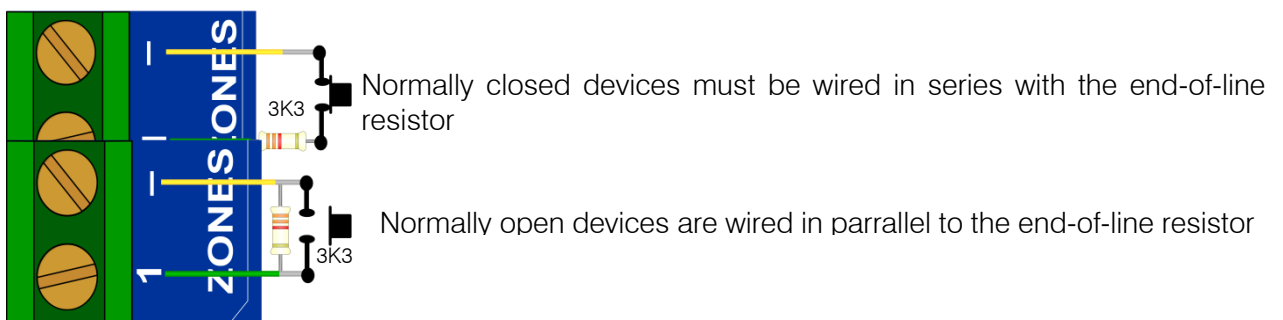 ZONES
3K3
Normally closed devices must be wired in series with the end-of-line
resistor
ZONES
1
3K3
Normally open devices are wired in parrallel to the end-of-line resistor